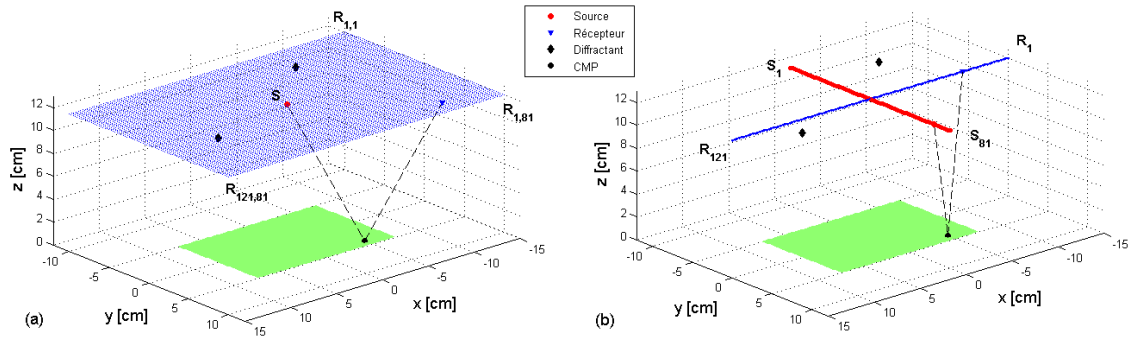 Source
Récepteur
Diffractant
CMP
R1,1
S
R1,81
R121,81
z [cm]
12
10
8
6
4
2
0
-10
-5
0
5
10
y [cm]
15
10
5
0
-5
-10
-15
x [cm]
(a)
S1
R1
R121
S81
z [cm]
12
10
8
6
4
2
0
-10
-5
0
5
10
y [cm]
15
10
5
0
-5
-10
-15
x [cm]
(b)